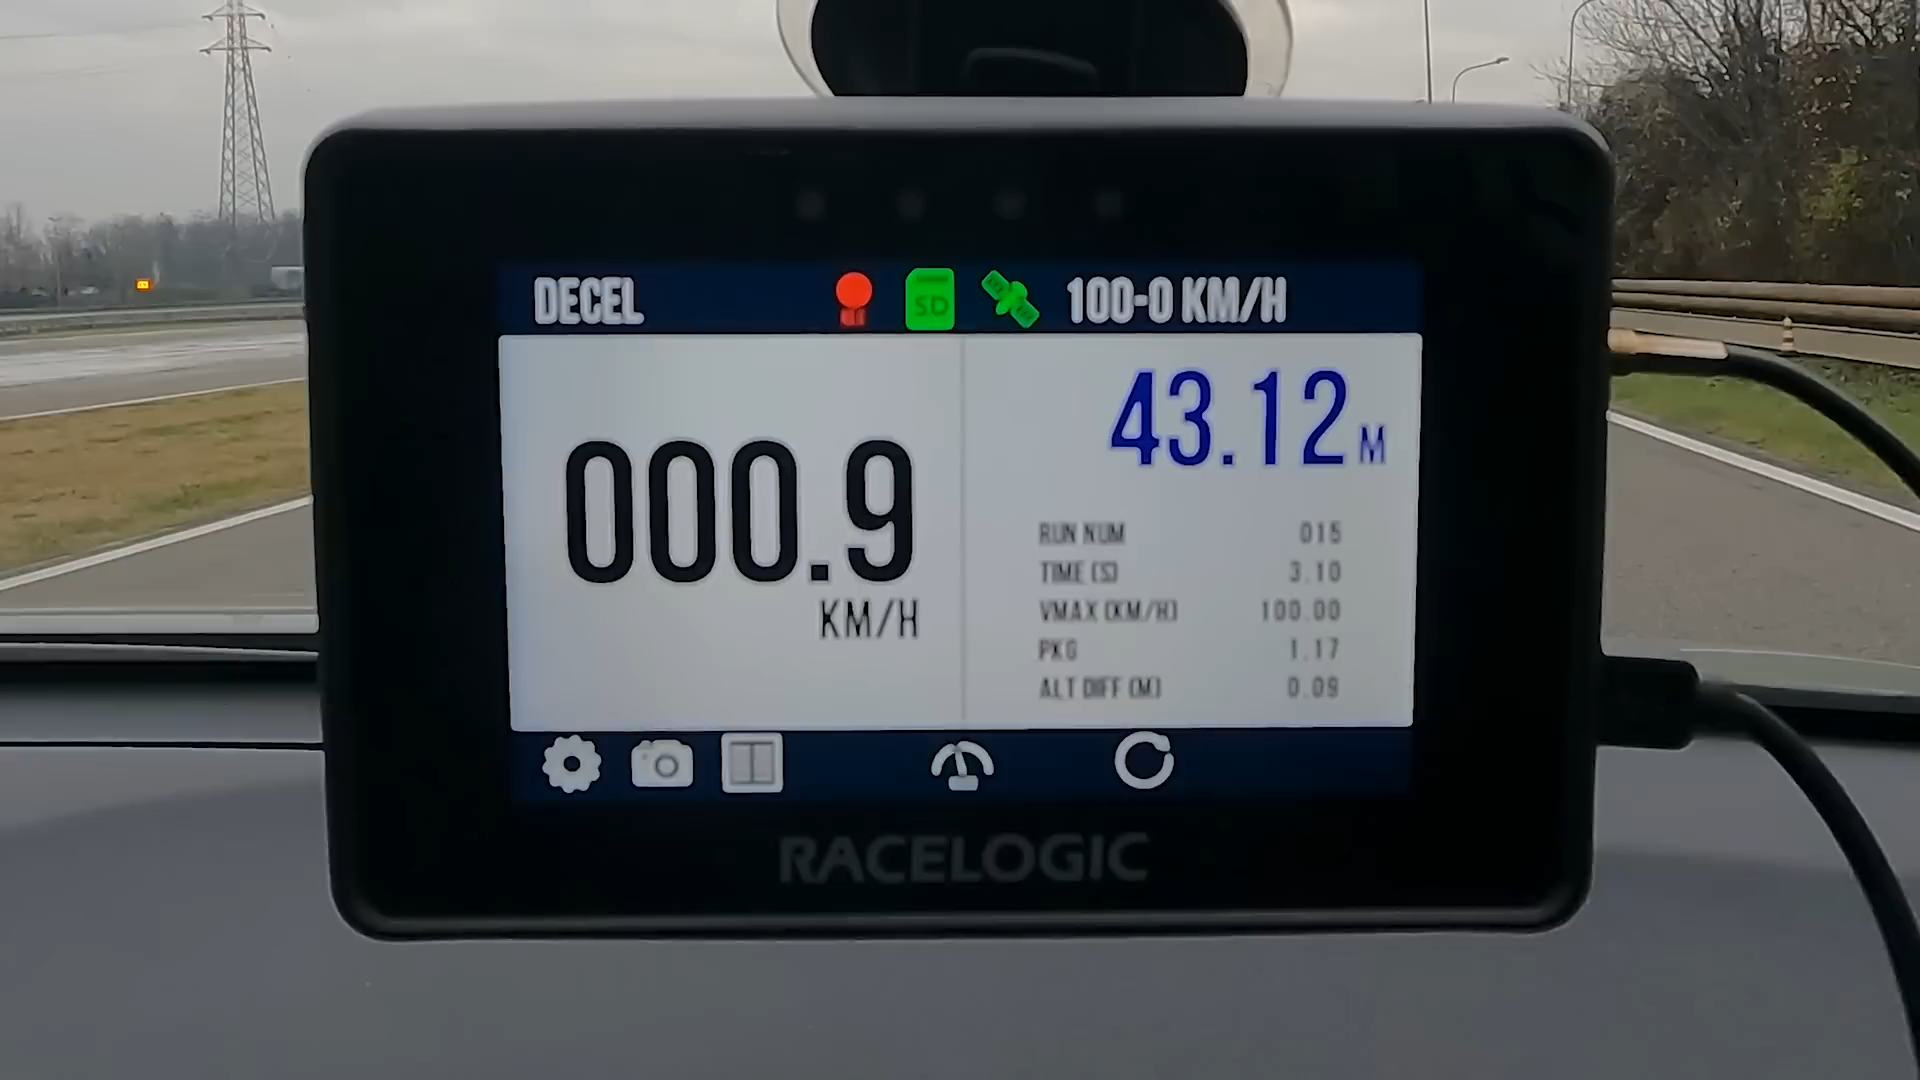 DECEL SD 100-0 KM/H
000.9
KM/H
43.12 M
RUN NUM 015
TIME (S) 3.10
VMAX (KM/H) 100.00
PKG 1.17
ALT DIFF (M) 0.09
RACELOGIC